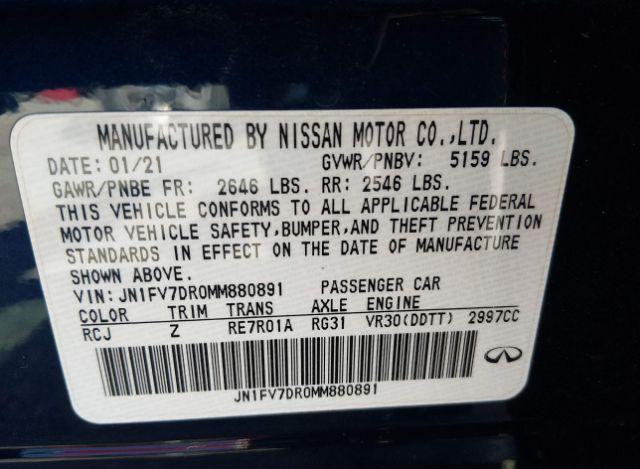 MANUFACTURED BY NISSAN MOTOR CO.,LTD.
DATE: 01/21 GVWR/PNBV: 5159 LBS.
GAWR/PNBE FR: 2646 LBS. RR: 2546 LBS.
THIS VEHICLE CONFORMS TO ALL APPLICABLE FEDERAL
MOTOR VEHICLE SAFETY,BUMPER,AND THEFT PREVENTION
STANDARDS IN EFFECT ON THE DATE OF MANUFACTURE
SHOWN ABOVE.
VIN: JN1FV7DR0MM880891 PASSENGER CAR
COLOR TRIM TRANS AXLE ENGINE
RCJ Z RE7R01A RG31 VR30(DDTT) 2997CC
JN1FV7DR0MM880891